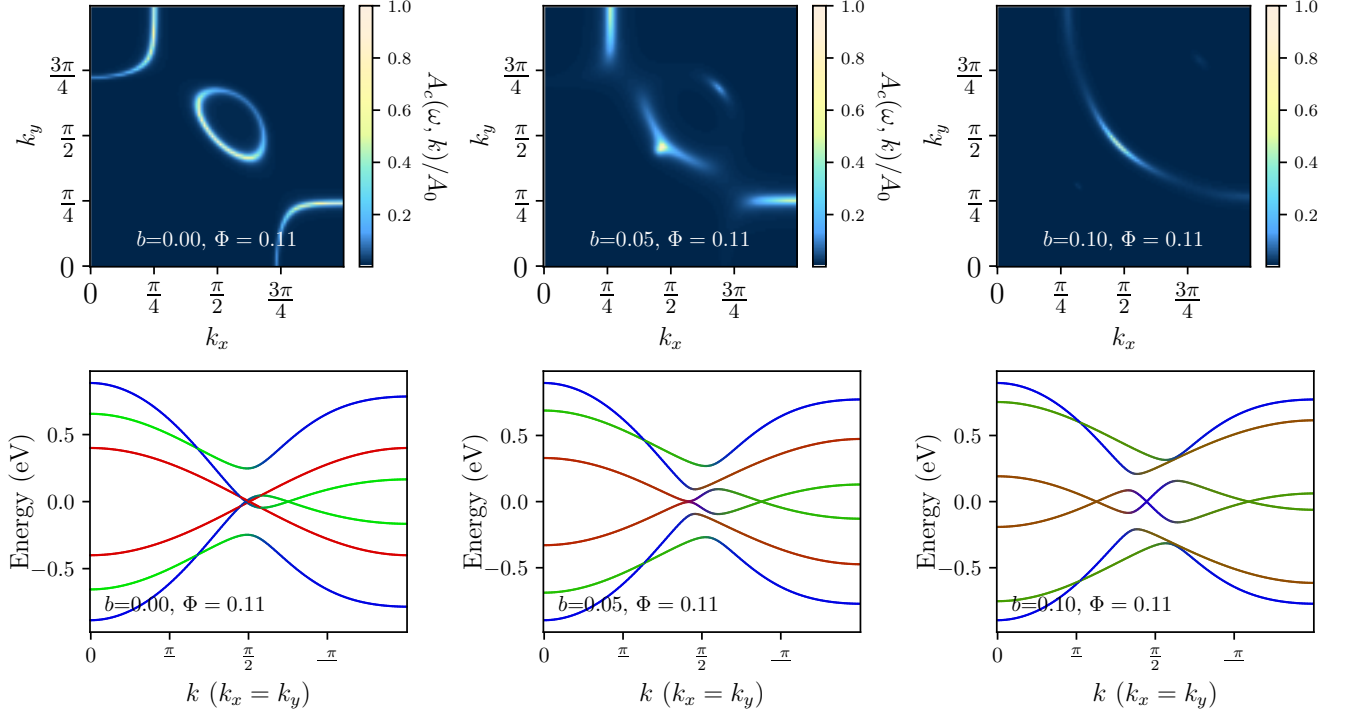 1.0
0.8
0.6
0.4
0.2
A_c(ω, k)/A_0
k_y
3π/4
π/2
π/4
0
b=0.00, Φ = 0.11
0 π/4 π/2 3π/4
k_x
1.0
0.8
0.6
0.4
0.2
A_c(ω, k)/A_0
k_y
3π/4
π/2
π/4
0
b=0.05, Φ = 0.11
0 π/4 π/2 3π/4
k_x
1.0
0.8
0.6
0.4
0.2
k_y
3π/4
π/2
π/4
0
b=0.10, Φ = 0.11
0 π/4 π/2 3π/4
k_x
Energy (eV)
0.5
0.0
−0.5
b=0.00, Φ = 0.11
0 π π/2 π
k (k_x = k_y)
Energy (eV)
0.5
0.0
−0.5
b=0.05, Φ = 0.11
0 π π/2 π
k (k_x = k_y)
Energy (eV)
0.5
0.0
−0.5
b=0.10, Φ = 0.11
0 π π/2 π
k (k_x = k_y)